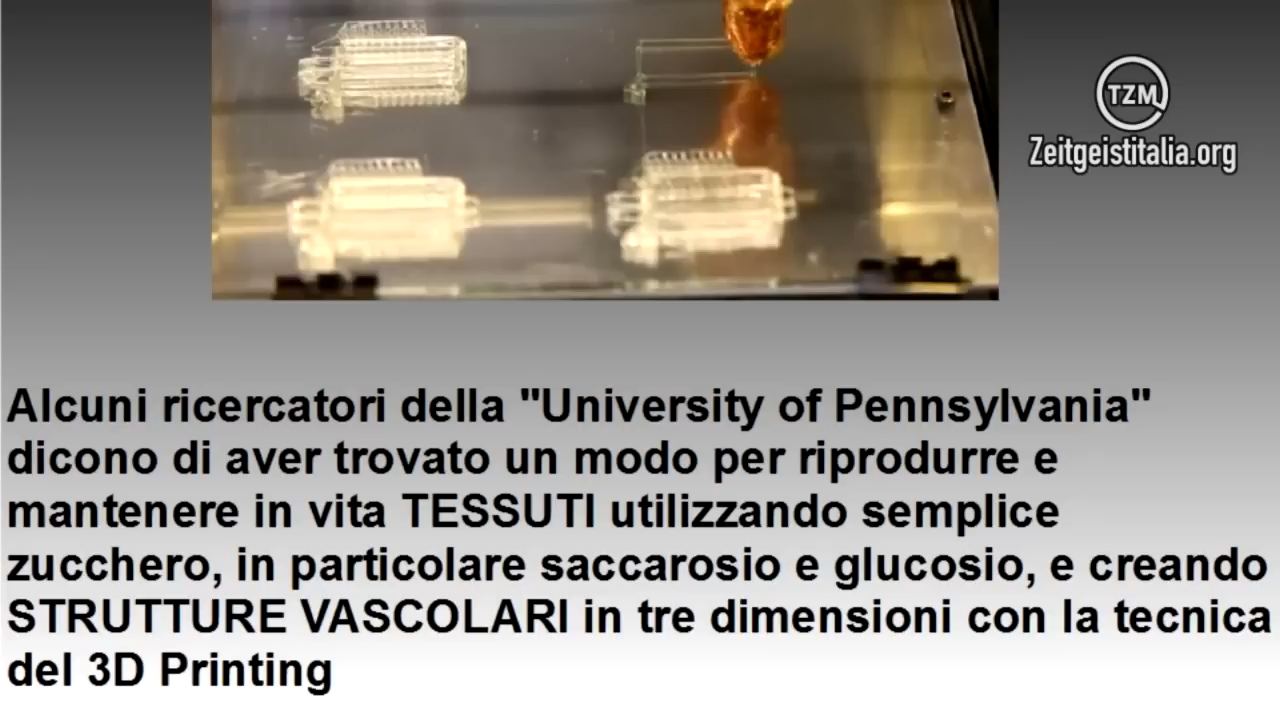 TZM
Zeitgeistitalia.org
Alcuni ricercatori della "University of Pennsylvania"
dicono di aver trovato un modo per riprodurre e
mantenere in vita TESSUTI utilizzando semplice
zucchero, in particolare saccarosio e glucosio, e creando
STRUTTURE VASCOLARI in tre dimensioni con la tecnica
del 3D Printing